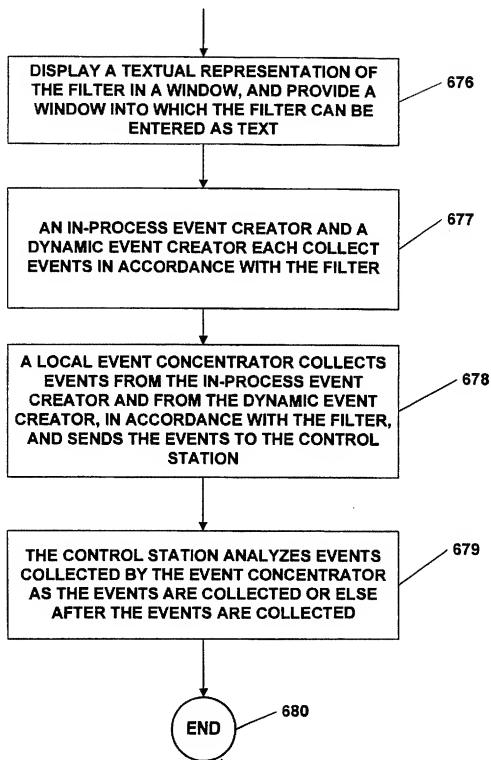 DISPLAY A TEXTUAL REPRESENTATION OF
THE FILTER IN A WINDOW, AND PROVIDE A
WINDOW INTO WHICH THE FILTER CAN BE
ENTERED AS TEXT
676
AN IN-PROCESS EVENT CREATOR AND A
DYNAMIC EVENT CREATOR EACH COLLECT
EVENTS IN ACCORDANCE WITH THE FILTER
677
A LOCAL EVENT CONCENTRATOR COLLECTS
EVENTS FROM THE IN-PROCESS EVENT
CREATOR AND FROM THE DYNAMIC EVENT
CREATOR, IN ACCORDANCE WITH THE FILTER,
AND SENDS THE EVENTS TO THE CONTROL
STATION
678
THE CONTROL STATION ANALYZES EVENTS
COLLECTED BY THE EVENT CONCENTRATOR
AS THE EVENTS ARE COLLECTED OR ELSE
AFTER THE EVENTS ARE COLLECTED
679
END
680